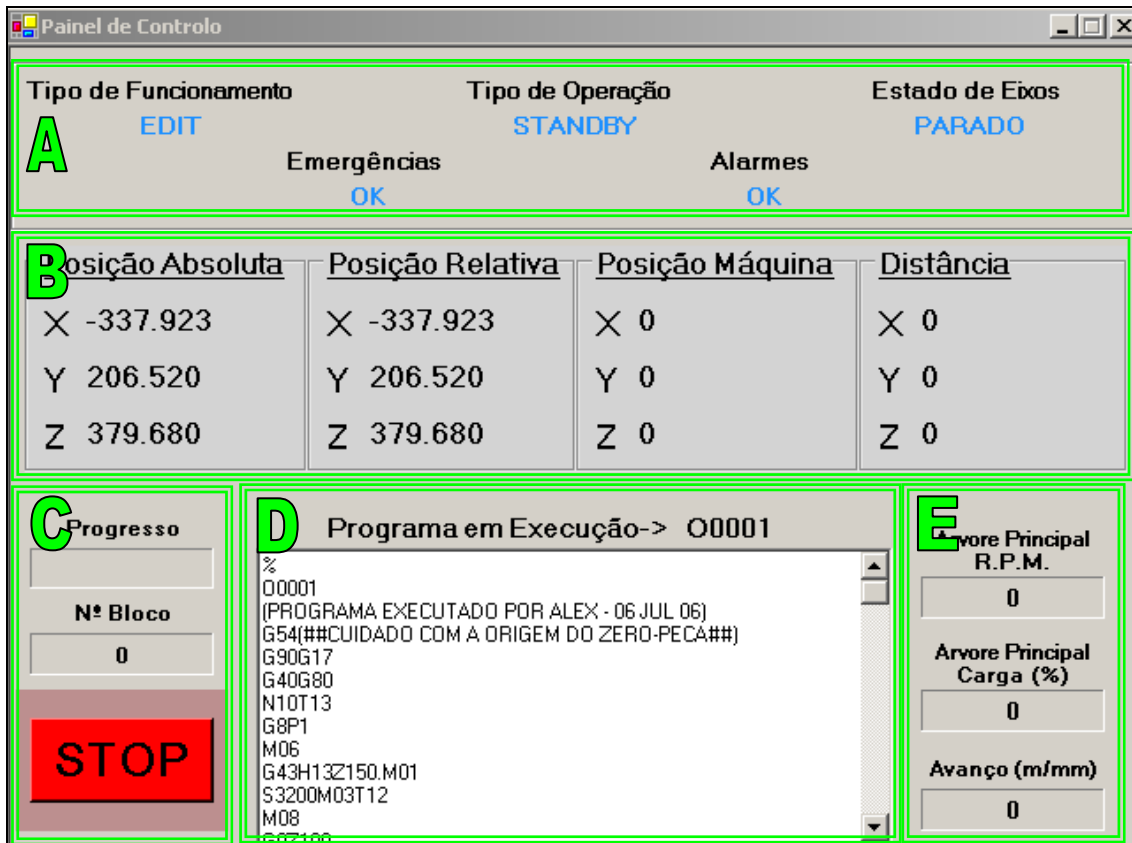 Painel de Controlo
Tipo de Funcionamento Tipo de Operação Estado de Eixos
EDIT STANDBY PARADO
A
Emergências Alarmes
OK OK
B
Posição Absoluta Posição Relativa Posição Máquina Distância
X -337.923 X -337.923 X 0 X 0
Y 206.520 Y 206.520 Y 0 Y 0
Z 379.680 Z 379.680 Z 0 Z 0
C
Progresso
Nº Bloco
0
STOP
D
Programa em Execução-> O0001
%
O0001
(PROGRAMA EXECUTADO POR ALEX - 06 JUL 06)
G54(##CUIDADO COM A ORIGEM DO ZERO-PECA##)
G90G17
G40G80
N10T13
G8P1
M06
G43H13Z150.M01
S3200M03T12
M08
E
Arvore Principal
R.P.M.
0
Arvore Principal
Carga (%)
0
Avanço (m/mm)
0